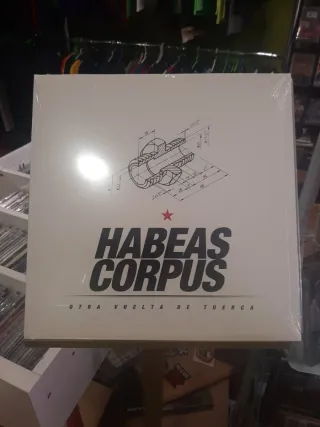 HABEAS
CORPUS
OTRA VUELTA DE TUERCA